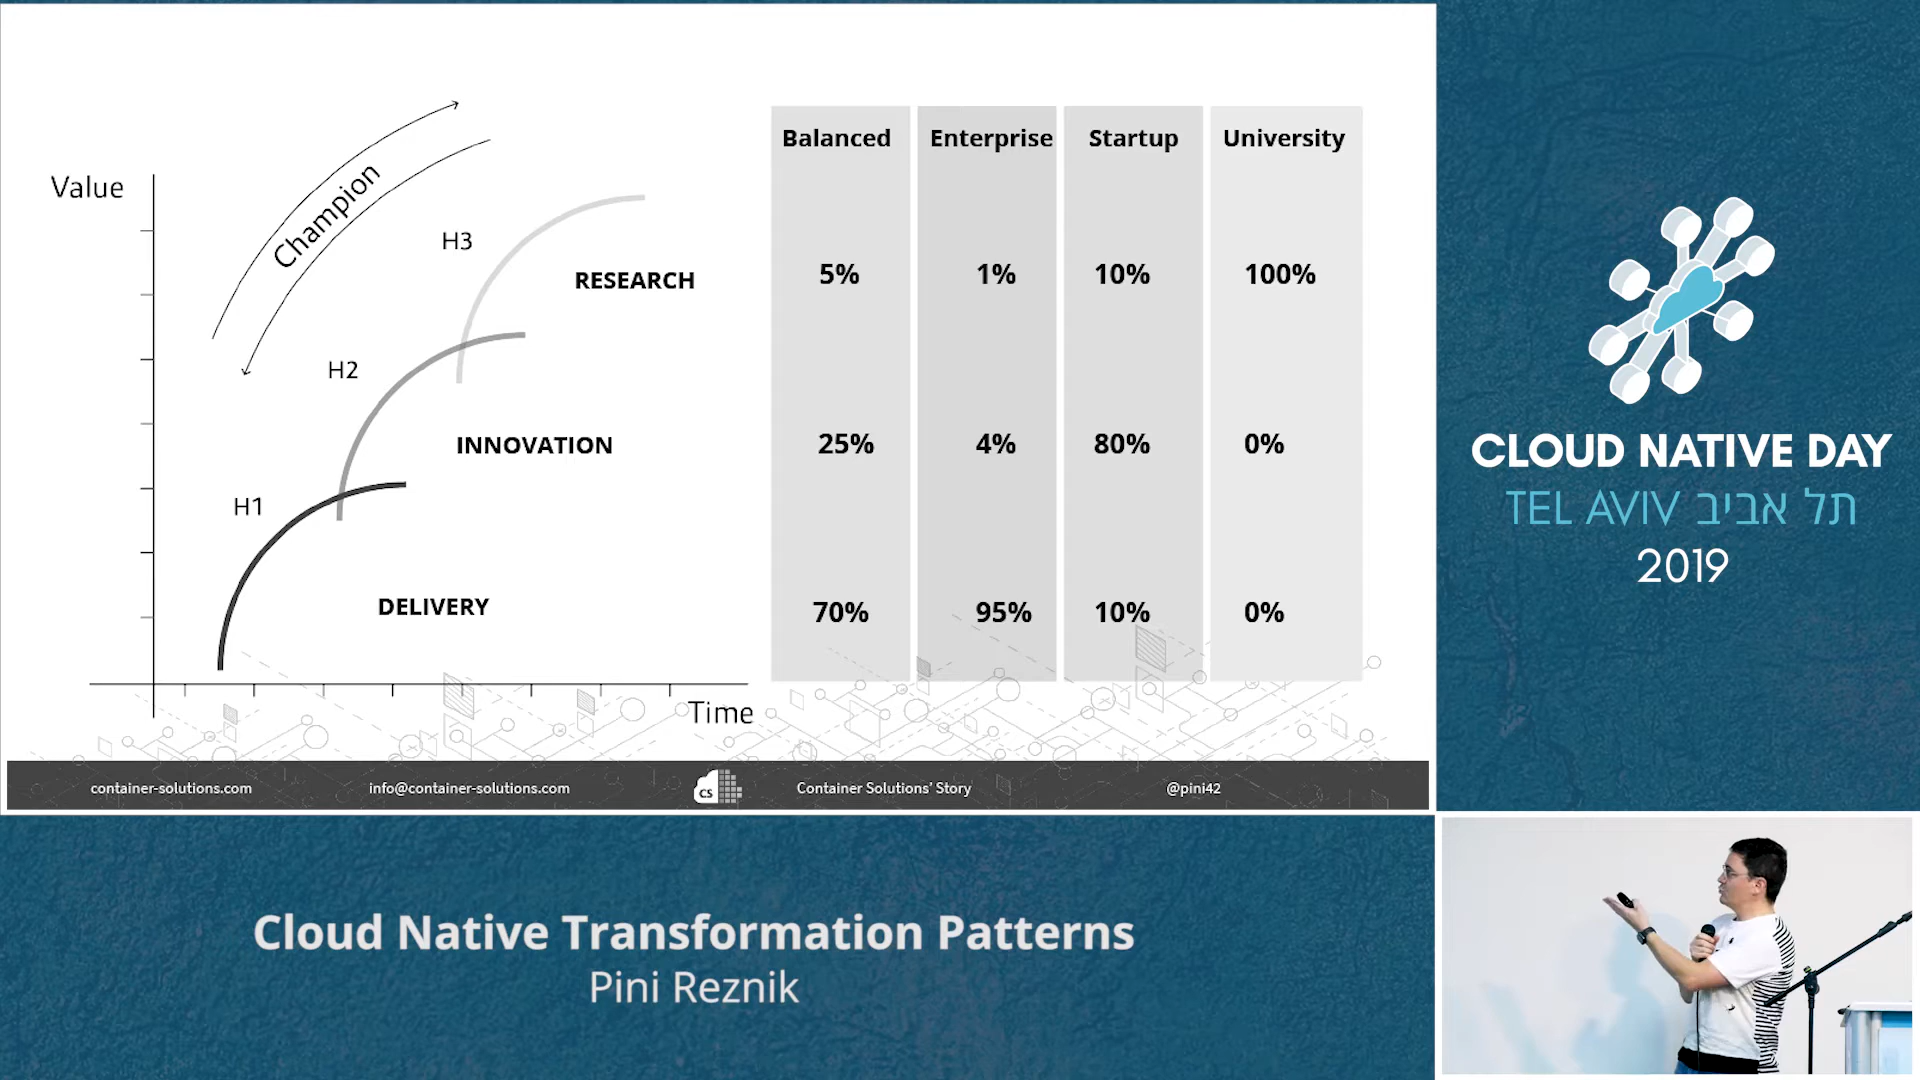 Value
Champion
H3
RESEARCH
H2
INNOVATION
H1
DELIVERY
Time
Balanced Enterprise Startup University
5% 1% 10% 100%
25% 4% 80% 0%
70% 95% 10% 0%
container-solutions.com info@container-solutions.com cs Container Solutions' Story @pini42
CLOUD NATIVE DAY
TEL AVIV תל אביב
2019
Cloud Native Transformation Patterns
Pini Reznik